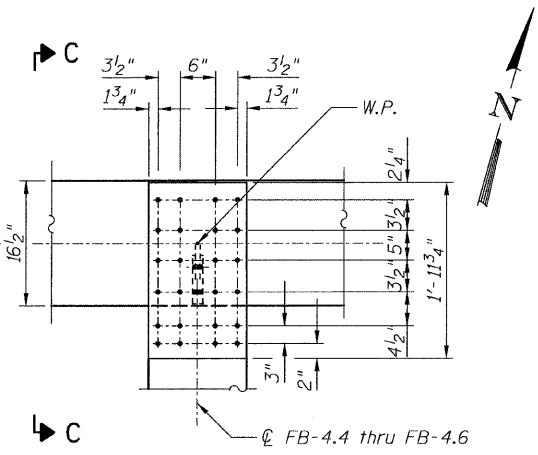 C
3½" 6" 3½"
1¾" 1¾"
W.P.
N
2¼"
16½"
3½"
5"
3½"
1'-11¾"
4½"
3"
2"
C
℄ FB-4.4 thru FB-4.6